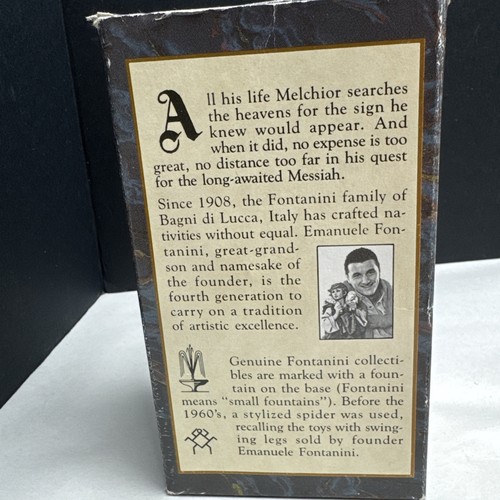 All his life Melchior searches
the heavens for the sign he
knew would appear. And
when it did, no expense is too
great, no distance too far in his quest
for the long-awaited Messiah.
Since 1908, the Fontanini family of
Bagni di Lucca, Italy has crafted na-
tivities without equal. Emanuele Fon-
tanini, great-grand-
son and namesake of
the founder, is the
fourth generation to
carry on a tradition
of artistic excellence.
Genuine Fontanini collecti-
bles are marked with a foun-
tain on the base (Fontanini
means "small fountains"). Before the
1960's, a stylized spider was used,
recalling the toys with swing-
ing legs sold by founder
Emanuele Fontanini.